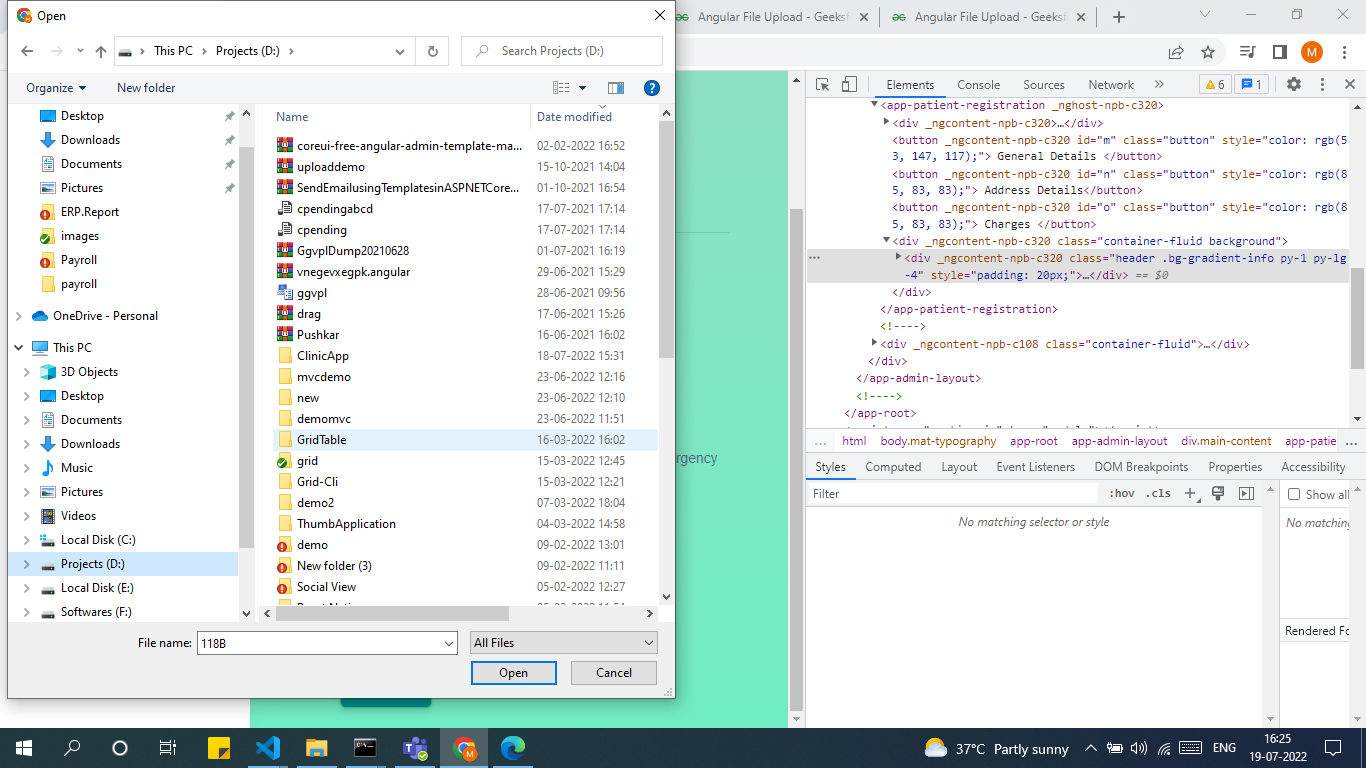 Open
Angular File Upload - Geeksf
Angular File Upload - Geeksf
This PC
Projects (D:)
Search Projects (D:)
M
Organize
New folder
Desktop
Downloads
Documents
Pictures
ERP.Report
images
Payroll
payroll
OneDrive - Personal
This PC
3D Objects
Desktop
Documents
Downloads
Music
Pictures
Videos
Local Disk (C:)
Projects (D:)
Local Disk (E:)
Softwares (F:)
Name Date modified
coreui-free-angular-admin-template-ma... 02-02-2022 16:52
uploaddemo 15-10-2021 14:04
SendEmailusingTemplatesinASPNETCore... 01-10-2021 16:54
cpendingabcd 17-07-2021 17:14
cpending 17-07-2021 17:14
GgvplDump20210628 01-07-2021 16:19
vnegevxegpk.angular 29-06-2021 15:29
ggvpl 28-06-2021 09:56
drag 17-06-2021 15:26
Pushkar 16-06-2021 16:02
ClinicApp 18-07-2022 15:31
mvcdemo 23-06-2022 12:16
new 23-06-2022 12:10
demomvc 23-06-2022 11:51
GridTable 16-03-2022 16:02
grid 15-03-2022 12:45
Grid-Cli 15-03-2022 12:21
demo2 07-03-2022 18:04
ThumbApplication 04-03-2022 14:58
demo 09-02-2022 13:01
New folder (3) 09-02-2022 11:11
Social View 05-02-2022 12:27
File name: 118B
All Files
Open
Cancel
rgency
Elements Console Sources Network 6 1
<app-patient-registration _nghost-npb-c320>
<div _ngcontent-npb-c320>…</div>
<button _ngcontent-npb-c320 id="m" class="button" style="color: rgb(5
3, 147, 117);"> General Details </button>
<button _ngcontent-npb-c320 id="n" class="button" style="color: rgb(8
5, 83, 83);"> Address Details</button>
<button _ngcontent-npb-c320 id="o" class="button" style="color: rgb(8
5, 83, 83);"> Charges </button>
<div _ngcontent-npb-c320 class="container-fluid background">
<div _ngcontent-npb-c320 class="header .bg-gradient-info py-1 py-lg
-4" style="padding: 20px;">…</div> == $0
</div>
</app-patient-registration>
<!---->
<div _ngcontent-npb-c108 class="container-fluid">…</div>
</div>
</app-admin-layout>
<!---->
</app-root>
... html body.mat-typography app-root app-admin-layout div.main-content app-patie ...
Styles Computed Layout Event Listeners DOM Breakpoints Properties Accessibility
Filter :hov .cls
Show all
No matching selector or style
No matching
Rendered Fo
37°C Partly sunny
ENG
16:25
19-07-2022